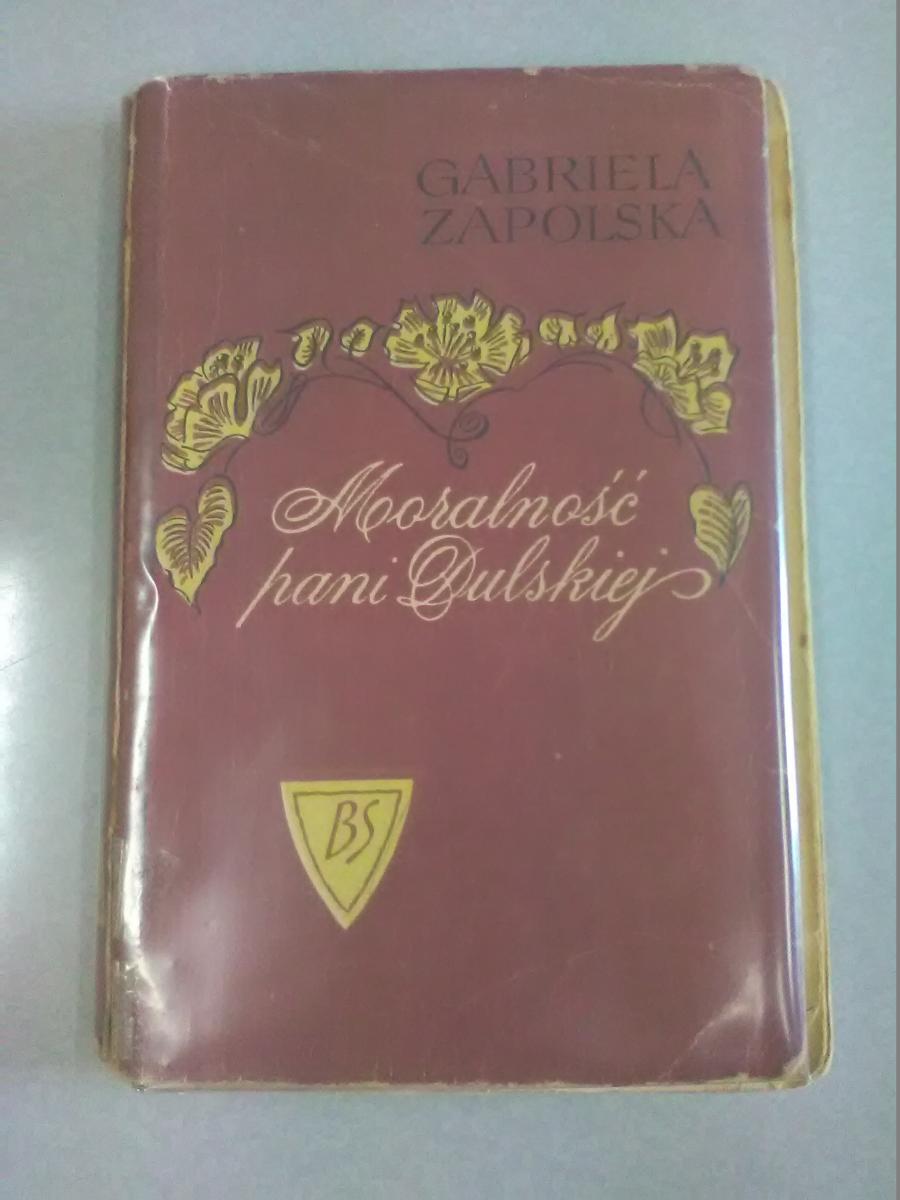 GABRIELA
ZAPOLSKA
Moralność
pani Dulskiej
BS